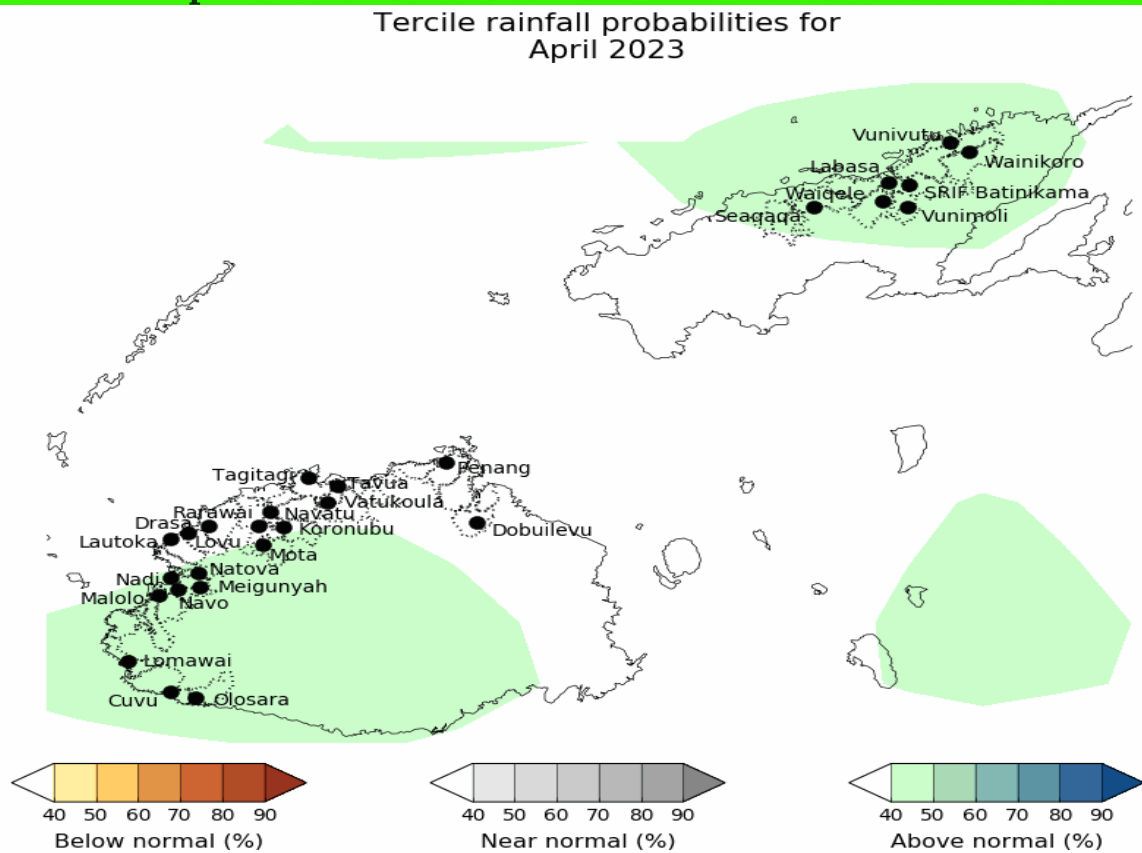 Tercile rainfall probabilities for
April 2023
Vunivutu
Wainikoro
Labasa
SRIF Batinikama
Waiqele
Seaqaqa
Vunimoli
Penang
Tagitagi
Tavua
Vatukoula
Rarawai
Navatu
Drasa
Koronubu
Dobuilevu
Lautoka
Lovu
Mota
Natova
Nadi
Meigunyah
Malolo
Navo
Lomawai
Cuvu
Olosara
40 50 60 70 80 90
Below normal (%)
40 50 60 70 80 90
Near normal (%)
40 50 60 70 80 90
Above normal (%)